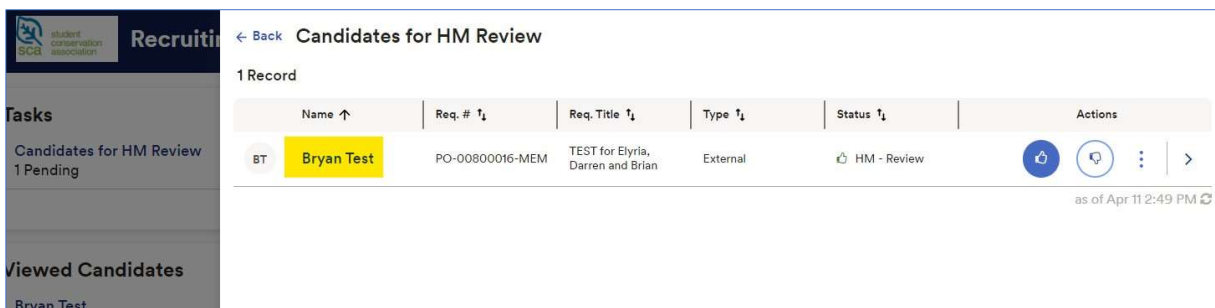 student
conservation
association
sca
Recruiti
← Back Candidates for HM Review
1 Record
Tasks
Candidates for HM Review
1 Pending
Name ↑ Req. # ↑↓ Req. Title ↑↓ Type ↑↓ Status ↑↓ Actions
BT Bryan Test PO-00800016-MEM TEST for Elyria, External HM - Review
Darren and Brian
as of Apr 11 2:49 PM
Viewed Candidates
Bryan Test